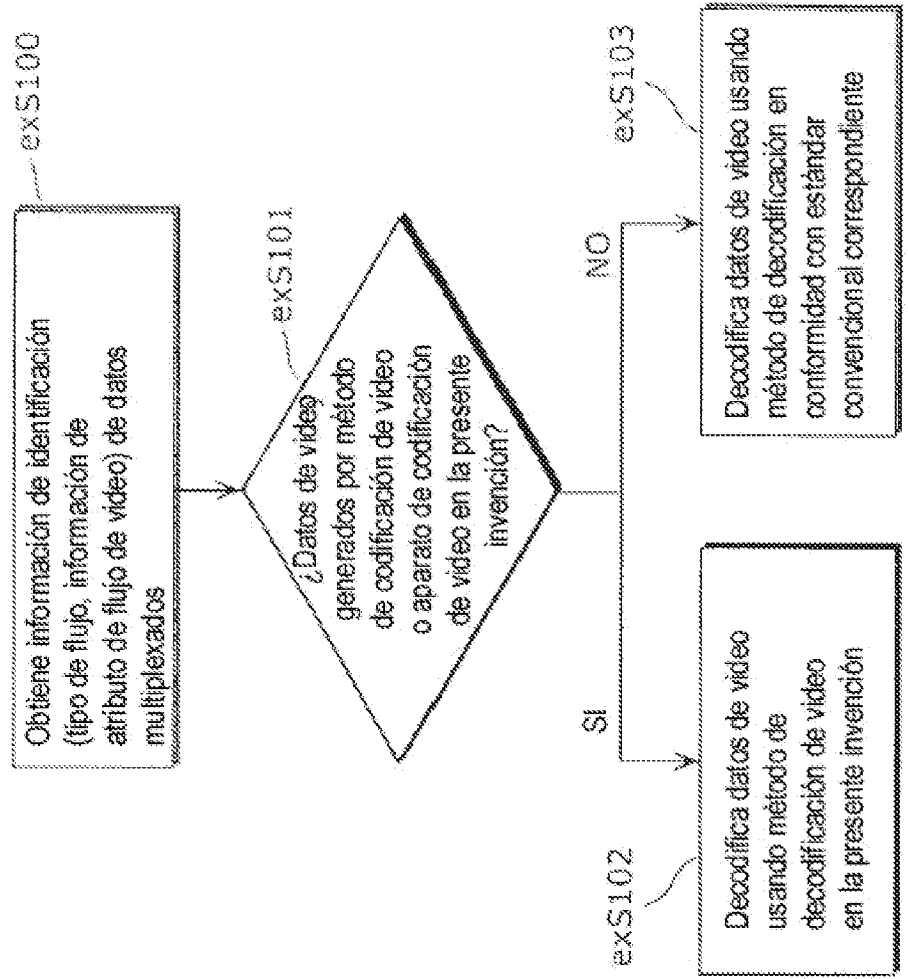 exS100
Obtiene información de identificación
(tipo de flujo, información de
atributo de flujo de video) de datos
multiplexados
exS101
¿Datos de video
generados por método
de codificación de video
o aparato de codificación
de video en la presente
invención?
SI
NO
exS102
Decodifica datos de video
usando método de
decodificación de video
en la presente invención
exS103
Decodifica datos de video usando
método de decodificación en
conformidad con estándar
convencional correspondiente